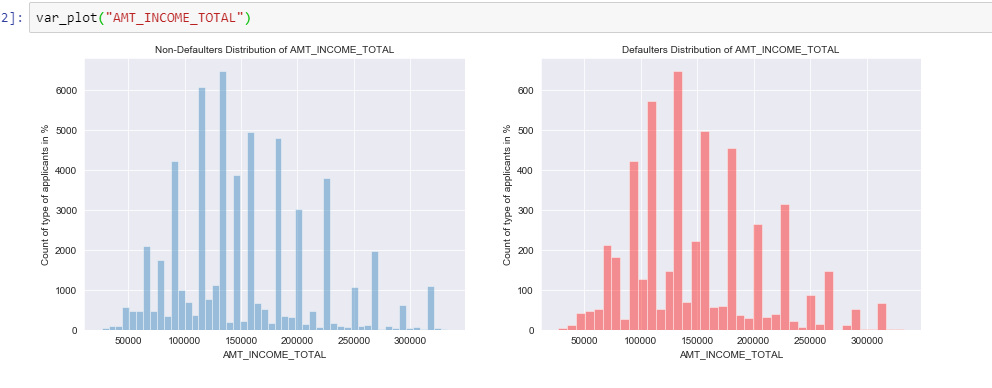 2]: var_plot("AMT_INCOME_TOTAL")
Non-Defaulters Distribution of AMT_INCOME_TOTAL
Count of type of applicants in %
6000
5000
4000
3000
2000
1000
0
50000 100000 150000 200000 250000 300000
AMT_INCOME_TOTAL
Defaulters Distribution of AMT_INCOME_TOTAL
Count of type of applicants in %
600
500
400
300
200
100
0
50000 100000 150000 200000 250000 300000
AMT_INCOME_TOTAL